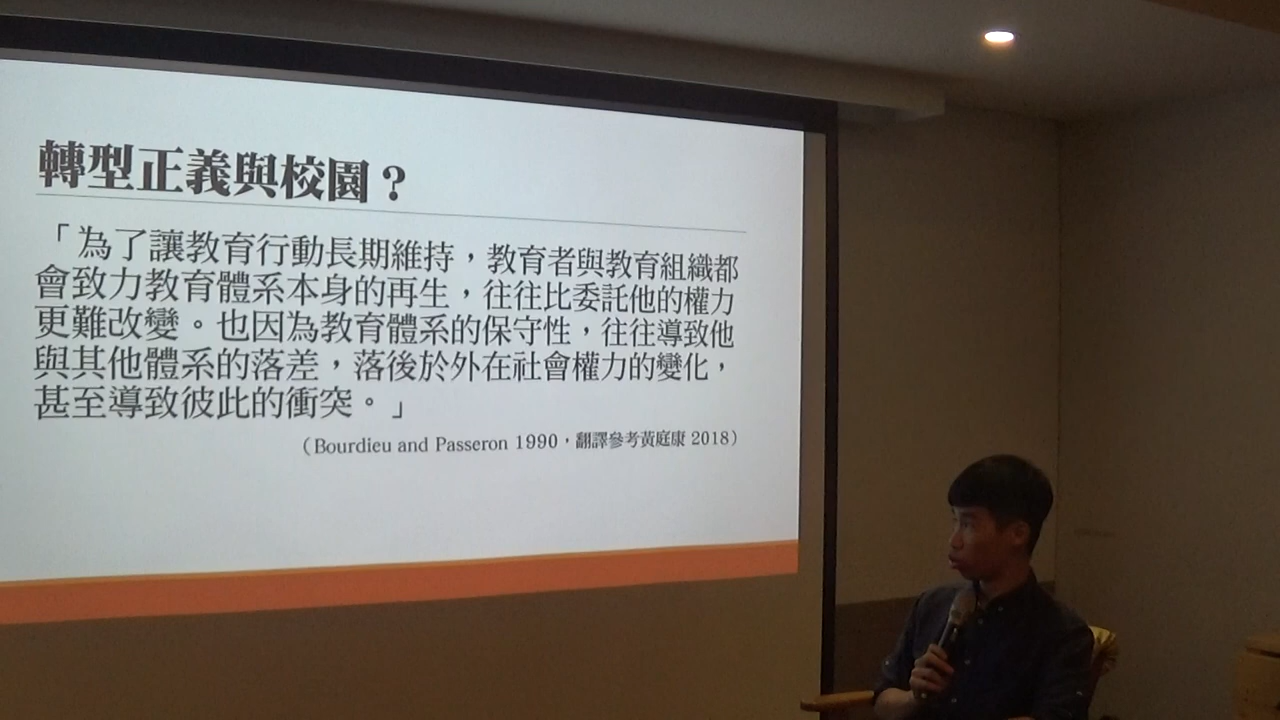 轉型正義與校園？
「為了讓教育行動長期維持，教育者與教育組織都
會致力教育體系本身的再生，往往比委託他的權力
更難改變。也因為教育體系的保守性，往往導致他
與其他體系的落差，落後於外在社會權力的變化，
甚至導致彼此的衝突。」
（Bourdieu and Passeron 1990，翻譯參考黃庭康 2018）